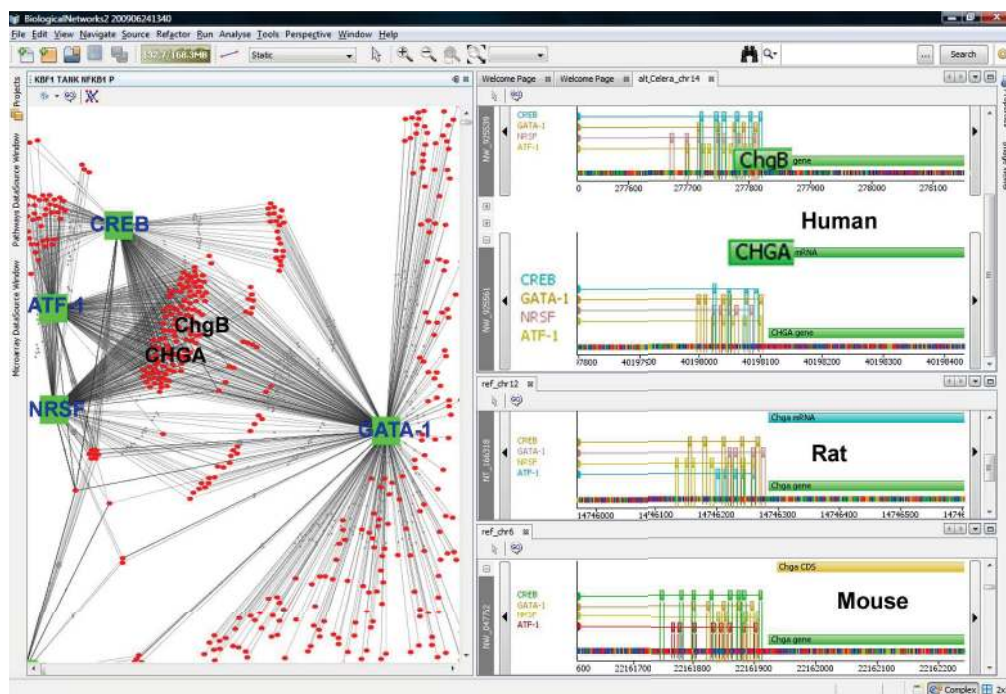 BiologicalNetworks2 200906241340
File Edit View Navigate Source Refactor Run Analyse Tools Perspective Window Help
Static
... Search
KBF1 TANK NFKB1 P
Projects
Pathways DataSource Window
Microarray DataSource Window
CREB
ATF-1
ChgB
CHGA
NRSF
GATA-1
Welcome Page Welcome Page alt_Celera_chr14
NW_925539
CREB
GATA-1
NRSF
ATF-1
ChgB gene
0 277600 277700 277800 277900 278000 278100
Human
NW_925561
CHGA mRNA
CREB
GATA-1
NRSF
ATF-1
CHGA gene
97800 40198000 40198100 40198200 40198300 40198400
ref_chr12
Chga mRNA
CREB
GATA-1
NRSF
ATF-1
Rat
Chga gene
14746000 14746200 14746300 14746400 14746500
ref_chr6
Chga CDS
CREB
GATA-1
NRSF
ATF-1
Mouse
Chga gene
600 22161700 22161800 22161900 22162000 22162100 22162200
Complex